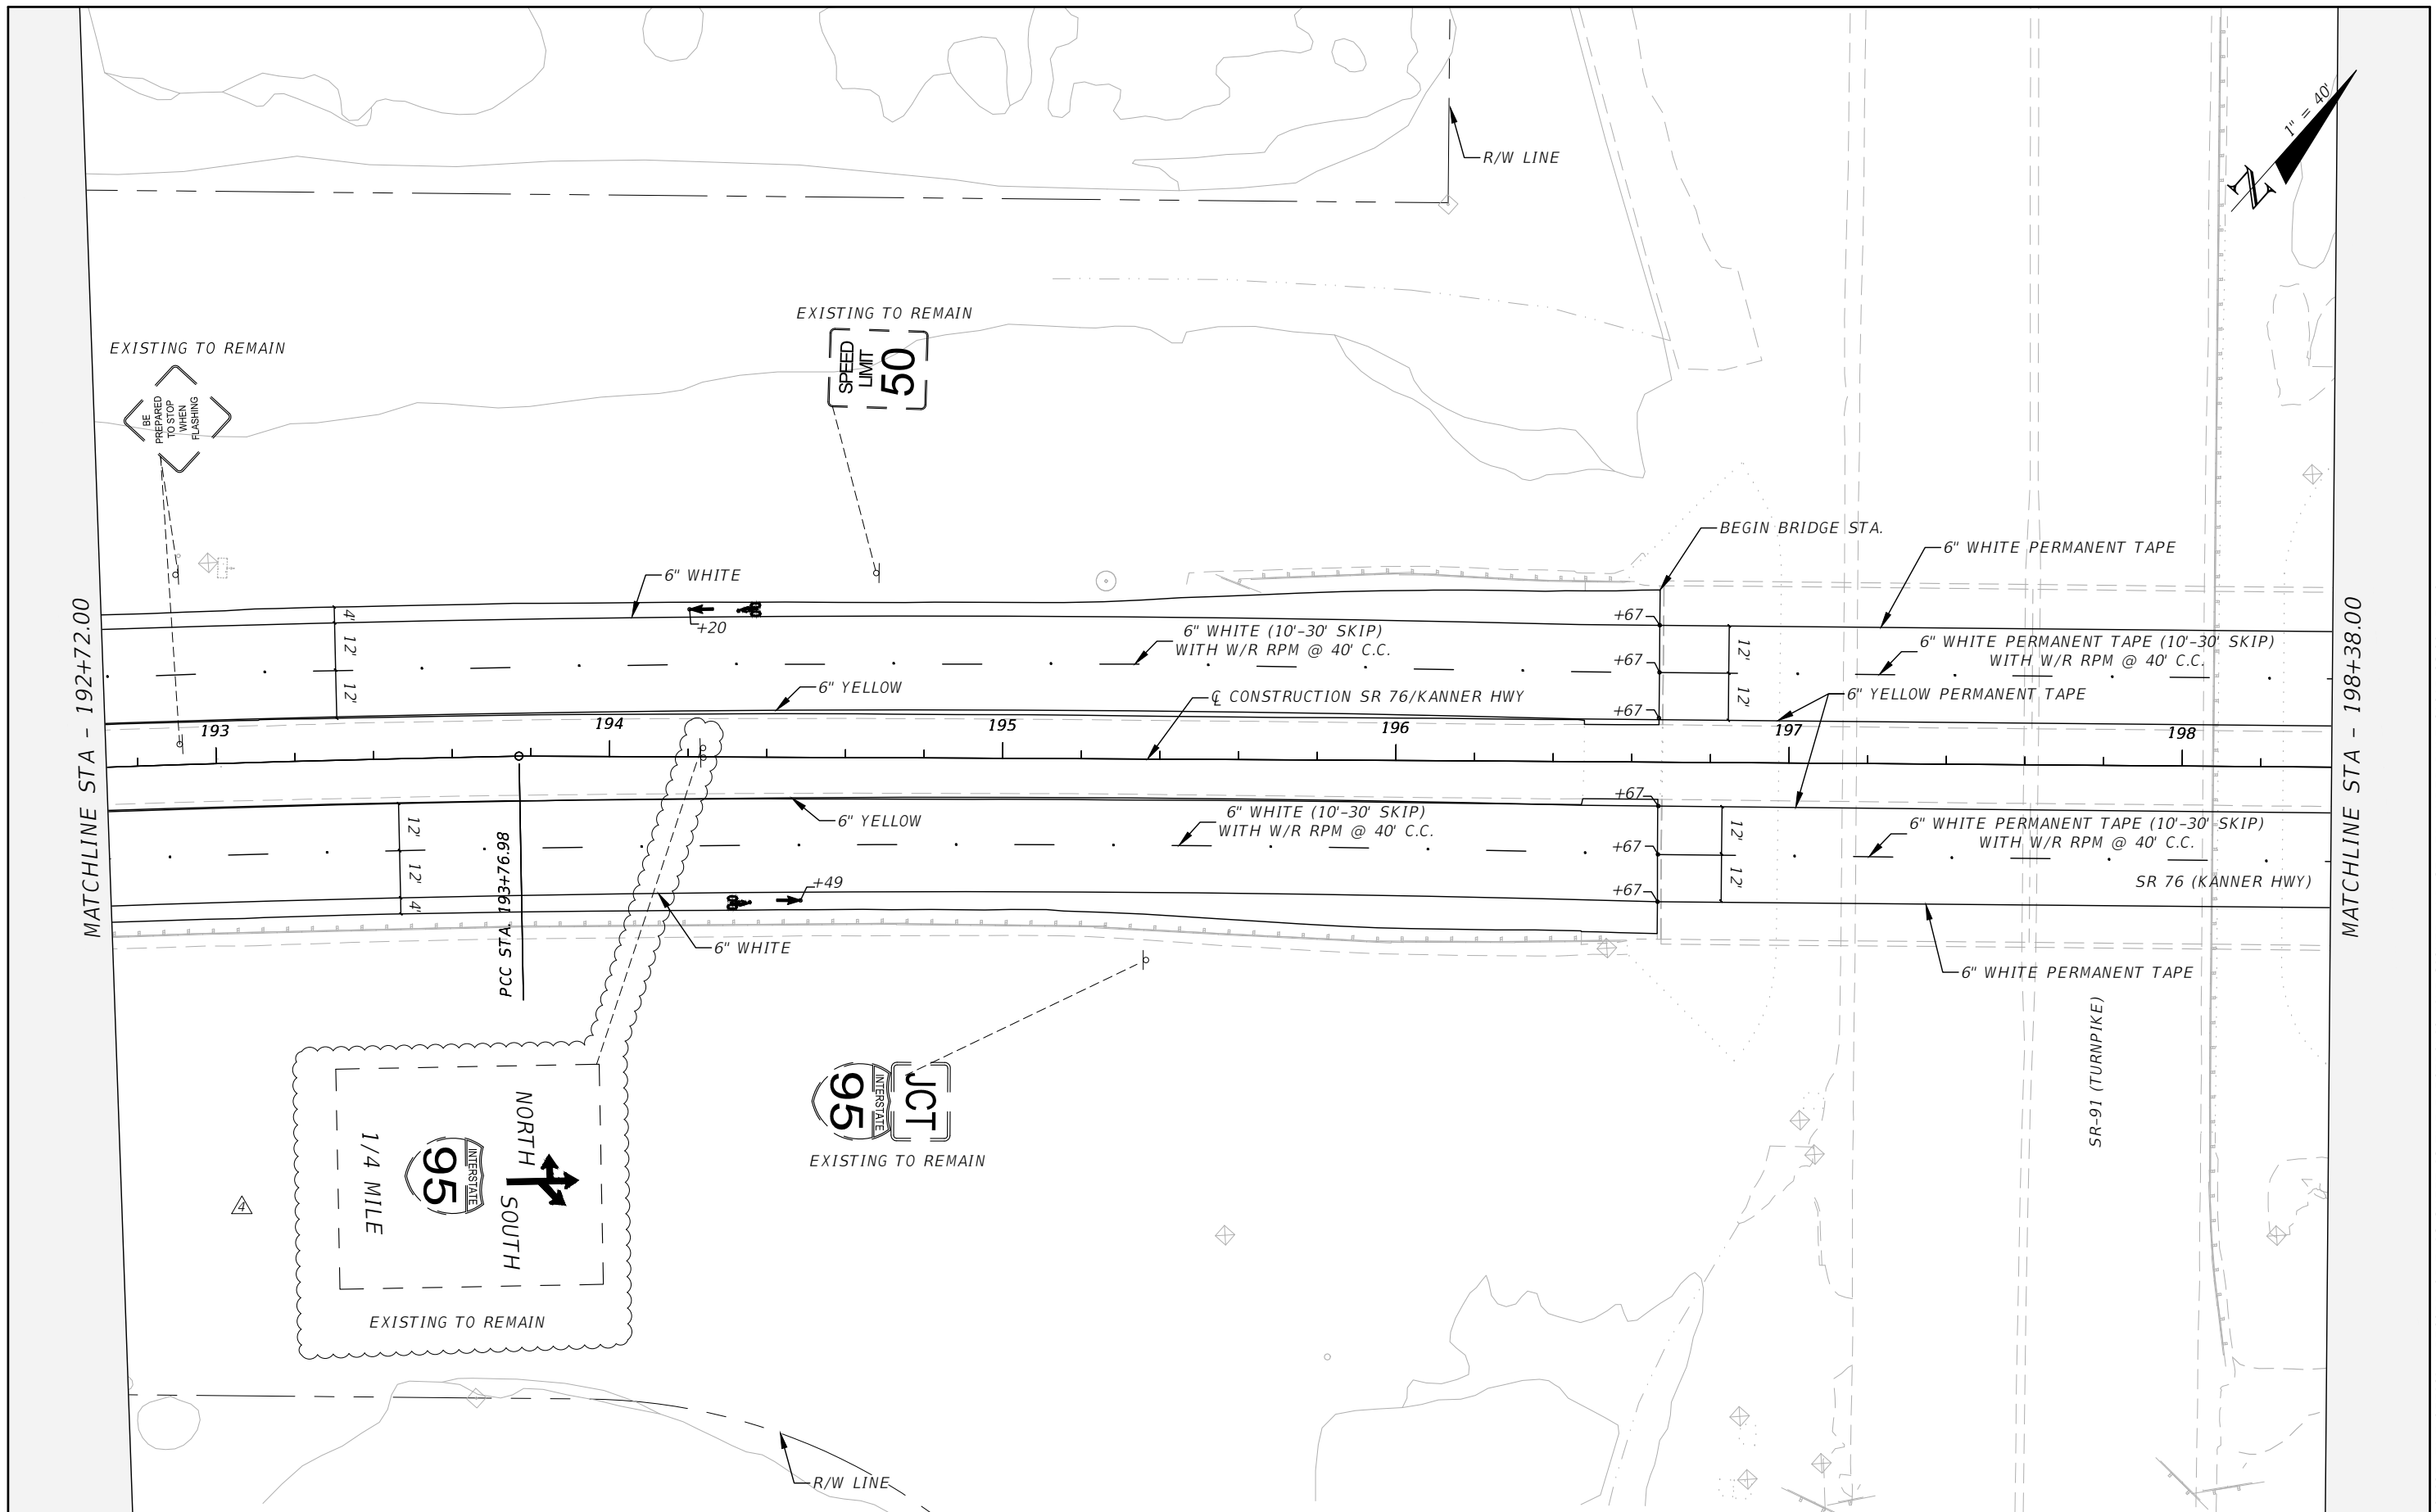 1" = 40'
N
R/W LINE
EXISTING TO REMAIN
SPEED
LIMIT
50
EXISTING TO REMAIN
BE
PREPARED
TO STOP
WHEN
FLASHING
BEGIN BRIDGE STA.
6" WHITE PERMANENT TAPE
6" WHITE
+20
4'
12'
12'
6" WHITE (10'-30' SKIP)
WITH W/R RPM @ 40' C.C.
+67
+67
+67
12'
12'
6" WHITE PERMANENT TAPE (10'-30' SKIP)
WITH W/R RPM @ 40' C.C.
6" YELLOW
℄ CONSTRUCTION SR 76/KANNER HWY
6" YELLOW PERMANENT TAPE
193
194
195
196
197
198
MATCHLINE STA - 192+72.00
MATCHLINE STA - 198+38.00
PCC STA. 193+76.98
6" YELLOW
12'
12'
4'
6" WHITE (10'-30' SKIP)
WITH W/R RPM @ 40' C.C.
+67
+67
+67
12'
12'
6" WHITE PERMANENT TAPE (10'-30' SKIP)
WITH W/R RPM @ 40' C.C.
SR 76 (KANNER HWY)
+49
6" WHITE
6" WHITE PERMANENT TAPE
SR-91 (TURNPIKE)
JCT
INTERSTATE
95
EXISTING TO REMAIN
NORTH
SOUTH
INTERSTATE
95
1/4 MILE
EXISTING TO REMAIN
4
R/W LINE